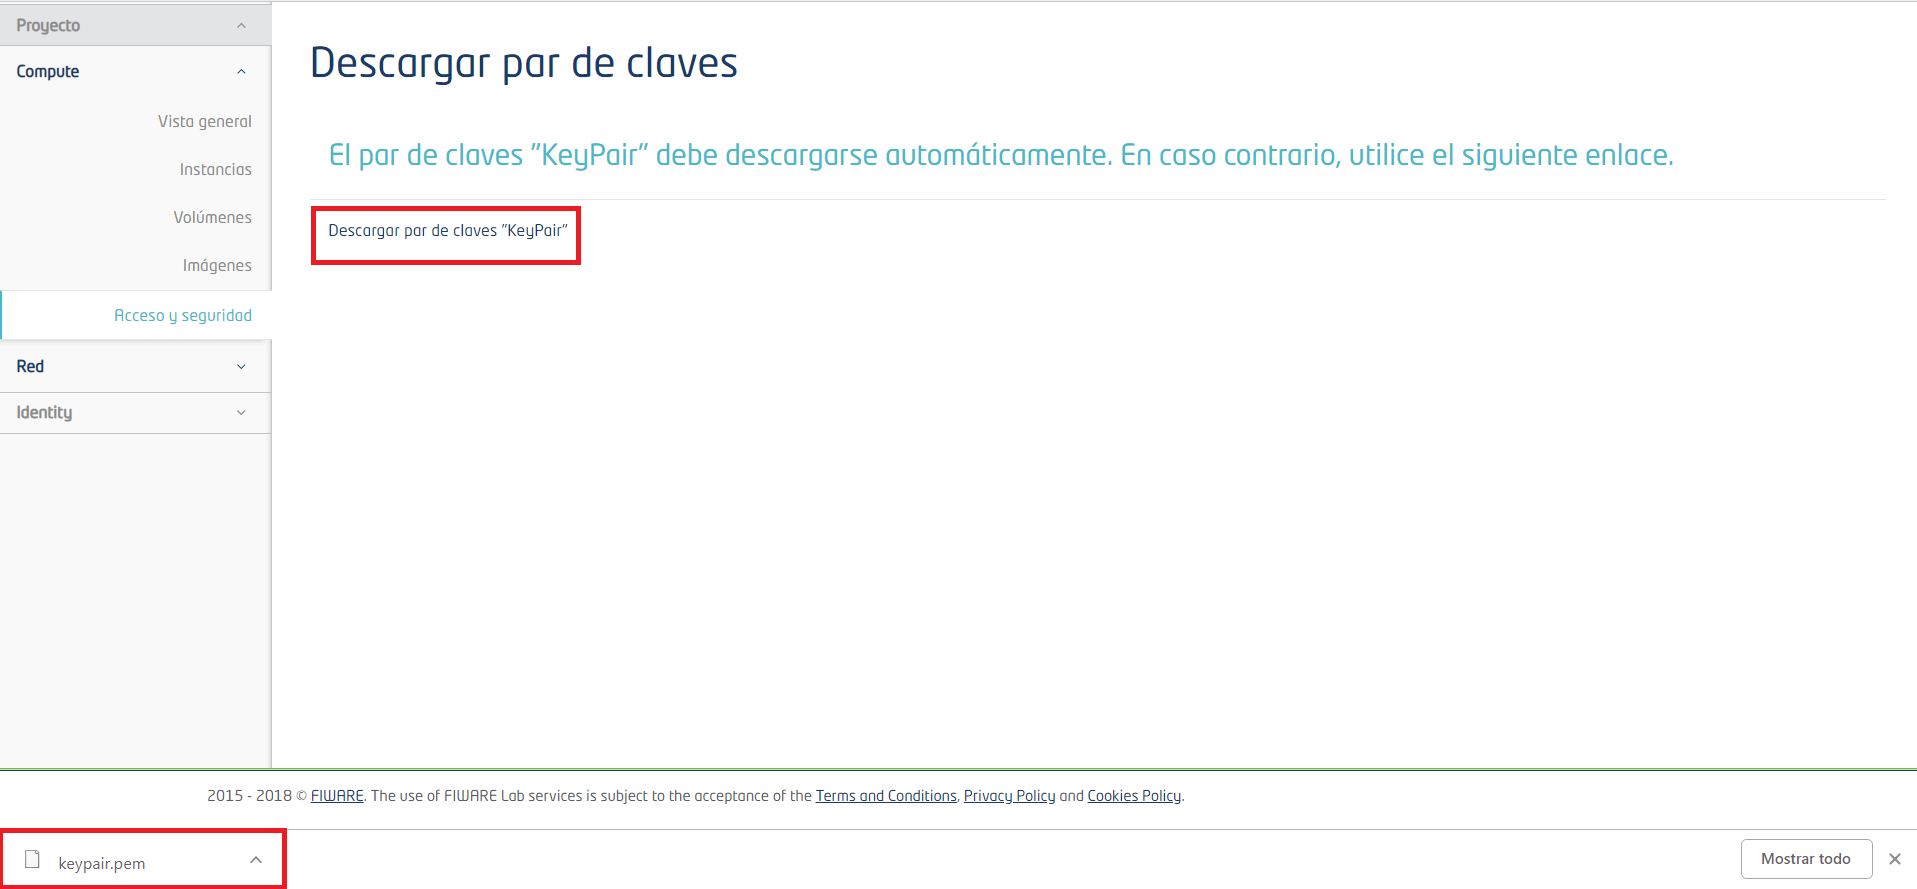 Proyecto
Compute
Vista general
Instancias
Volúmenes
Imágenes
Acceso y seguridad
Red
Identity
Descargar par de claves
El par de claves "KeyPair" debe descargarse automáticamente. En caso contrario, utilice el siguiente enlace.
Descargar par de claves "KeyPair"
2015 - 2018 © FIWARE. The use of FIWARE Lab services is subject to the acceptance of the Terms and Conditions, Privacy Policy and Cookies Policy.
keypair.pem
Mostrar todo